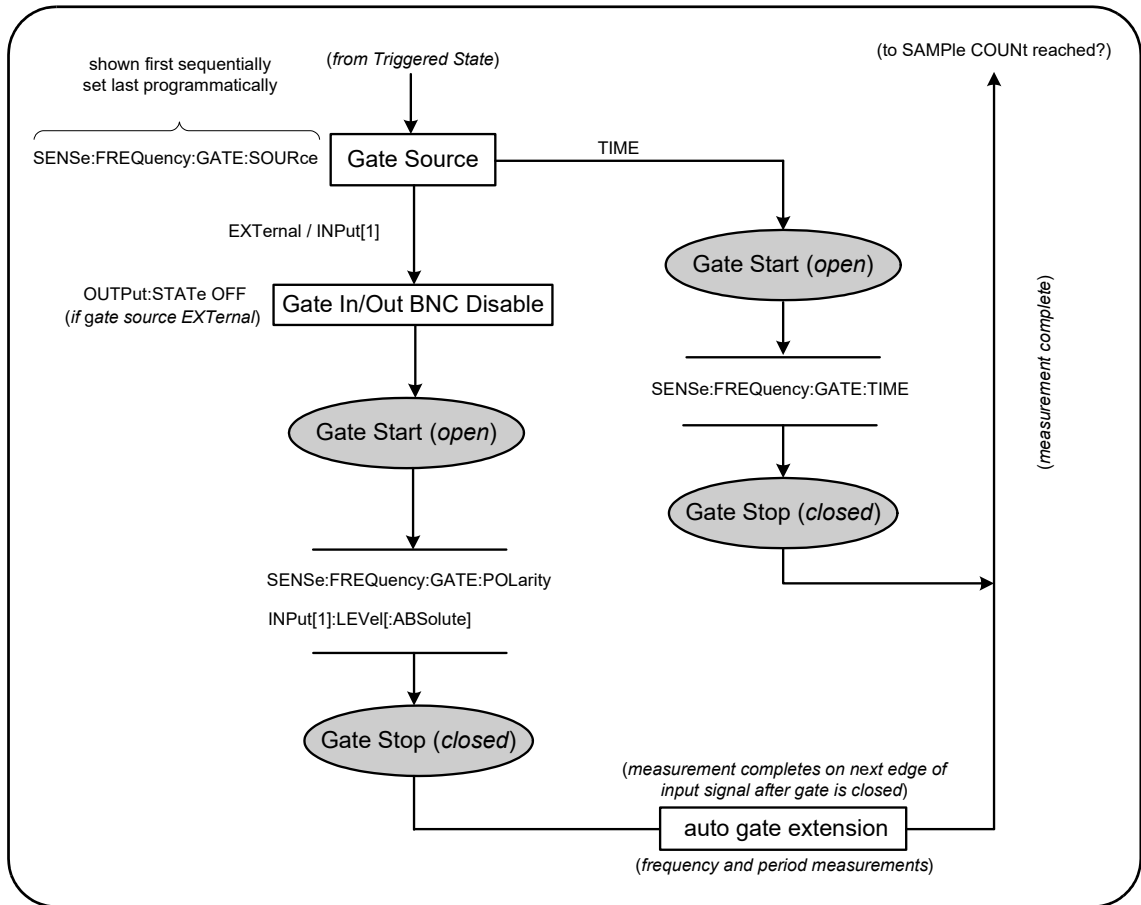 shown first sequentially
set last programmatically
(from Triggered State)
(to SAMPle COUNt reached?)
SENSe:FREQuency:GATE:SOURce
Gate Source
TIME
EXTernal / INPut[1]
Gate Start (open)
OUTPut:STATe OFF
(if gate source EXTernal)
Gate In/Out BNC Disable
SENSe:FREQuency:GATE:TIME
(measurement complete)
Gate Start (open)
Gate Stop (closed)
SENSe:FREQuency:GATE:POLarity
INPut[1]:LEVel[:ABSolute]
Gate Stop (closed)
(measurement completes on next edge of
input signal after gate is closed)
auto gate extension
(frequency and period measurements)